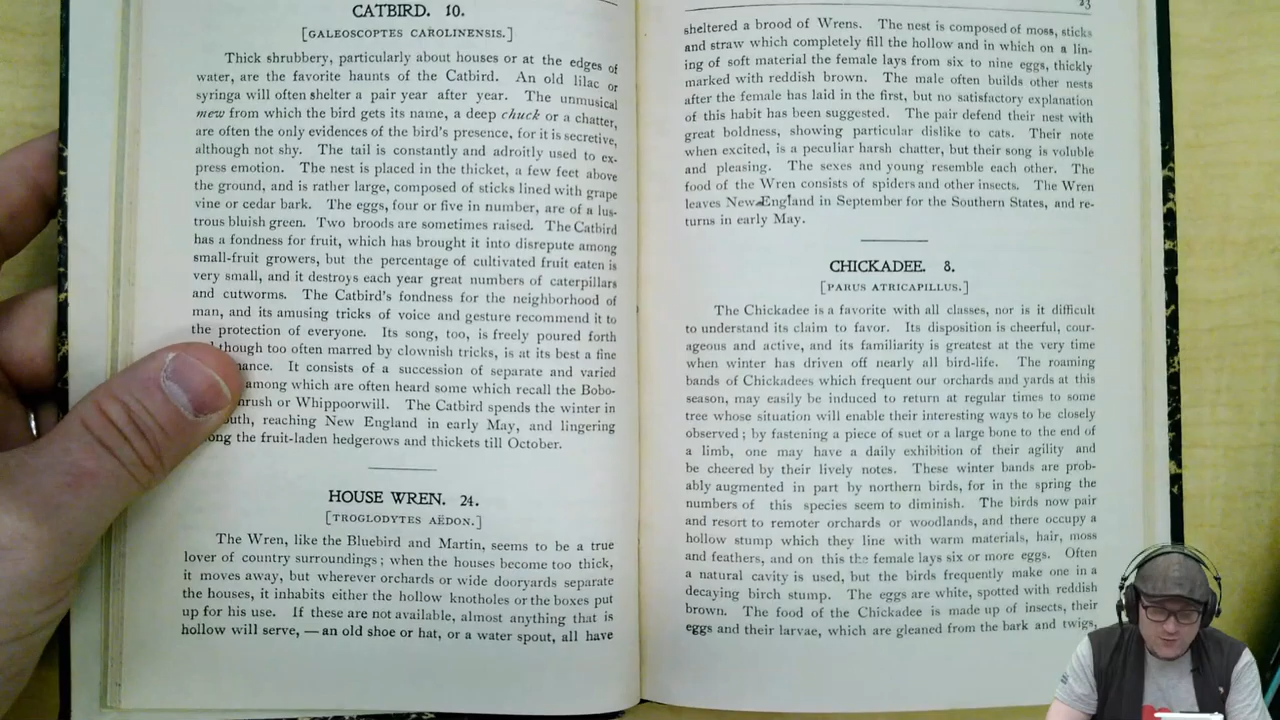 CATBIRD. 10.
[GALEOSCOPTES CAROLINENSIS.]
Thick shrubbery, particularly about houses or at the edges of
water, are the favorite haunts of the Catbird. An old lilac or
syringa will often shelter a pair year after year. The unmusical
mew from which the bird gets its name, a deep chuck or a chatter,
are often the only evidences of the bird's presence, for it is secretive,
although not shy. The tail is constantly and adroitly used to ex-
press emotion. The nest is placed in the thicket, a few feet above
the ground, and is rather large, composed of sticks lined with grape
vine or cedar bark. The eggs, four or five in number, are of a lus-
trous bluish green. Two broods are sometimes raised. The Catbird
has a fondness for fruit, which has brought it into disrepute among
small-fruit growers, but the percentage of cultivated fruit eaten is
very small, and it destroys each year great numbers of caterpillars
and cutworms. The Catbird's fondness for the neighborhood of
man, and its amusing tricks of voice and gesture recommend it to
the protection of everyone. Its song, too, is freely poured forth
though too often marred by clownish tricks, is at its best a fine
It consists of a succession of separate and varied
among which are often heard some which recall the Bobo-
or Whippoorwill. The Catbird spends the winter in
reaching New England in early May, and lingering
the fruit-laden hedgerows and thickets till October.
HOUSE WREN. 24.
[TROGLODYTES AËDON.]
The Wren, like the Bluebird and Martin, seems to be a true
lover of country surroundings; when the houses become too thick,
it moves away, but wherever orchards or wide dooryards separate
the houses, it inhabits either the hollow knotholes or the boxes put
up for his use. If these are not available, almost anything that is
hollow will serve, — an old shoe or hat, or a water spout, all have
sheltered a brood of Wrens. The nest is composed of moss, sticks
and straw which completely fill the hollow and in which on a lin-
ing of soft material the female lays from six to nine eggs, thickly
marked with reddish brown. The male often builds other nests
after the female has laid in the first, but no satisfactory explanation
of this habit has been suggested. The pair defend their nest with
great boldness, showing particular dislike to cats. Their note
when excited, is a peculiar harsh chatter, but their song is voluble
and pleasing. The sexes and young resemble each other. The
food of the Wren consists of spiders and other insects. The Wren
leaves New England in September for the Southern States, and re-
turns in early May.
CHICKADEE. 8.
[PARUS ATRICAPILLUS.]
The Chickadee is a favorite with all classes, nor is it difficult
to understand its claim to favor. Its disposition is cheerful, cour-
ageous and active, and its familiarity is greatest at the very time
when winter has driven off nearly all bird-life. The roaming
bands of Chickadees which frequent our orchards and yards at this
season, may easily be induced to return at regular times to some
tree whose situation will enable their interesting ways to be closely
observed; by fastening a piece of suet or a large bone to the end of
a limb, one may have a daily exhibition of their agility and
be cheered by their lively notes. These winter bands are prob-
ably augmented in part by northern birds, for in the spring the
numbers of this species seem to diminish. The birds now pair
and resort to remoter orchards or woodlands, and there occupy a
hollow stump which they line with warm materials, hair, moss
and feathers, and on this the female lays six or more eggs. Often
a natural cavity is used, but the birds frequently make one in a
decaying birch stump. The eggs are white, spotted with reddish
brown. The food of the Chickadee is made up of insects, their
eggs and their larvae, which are gleaned from the bark and twigs,